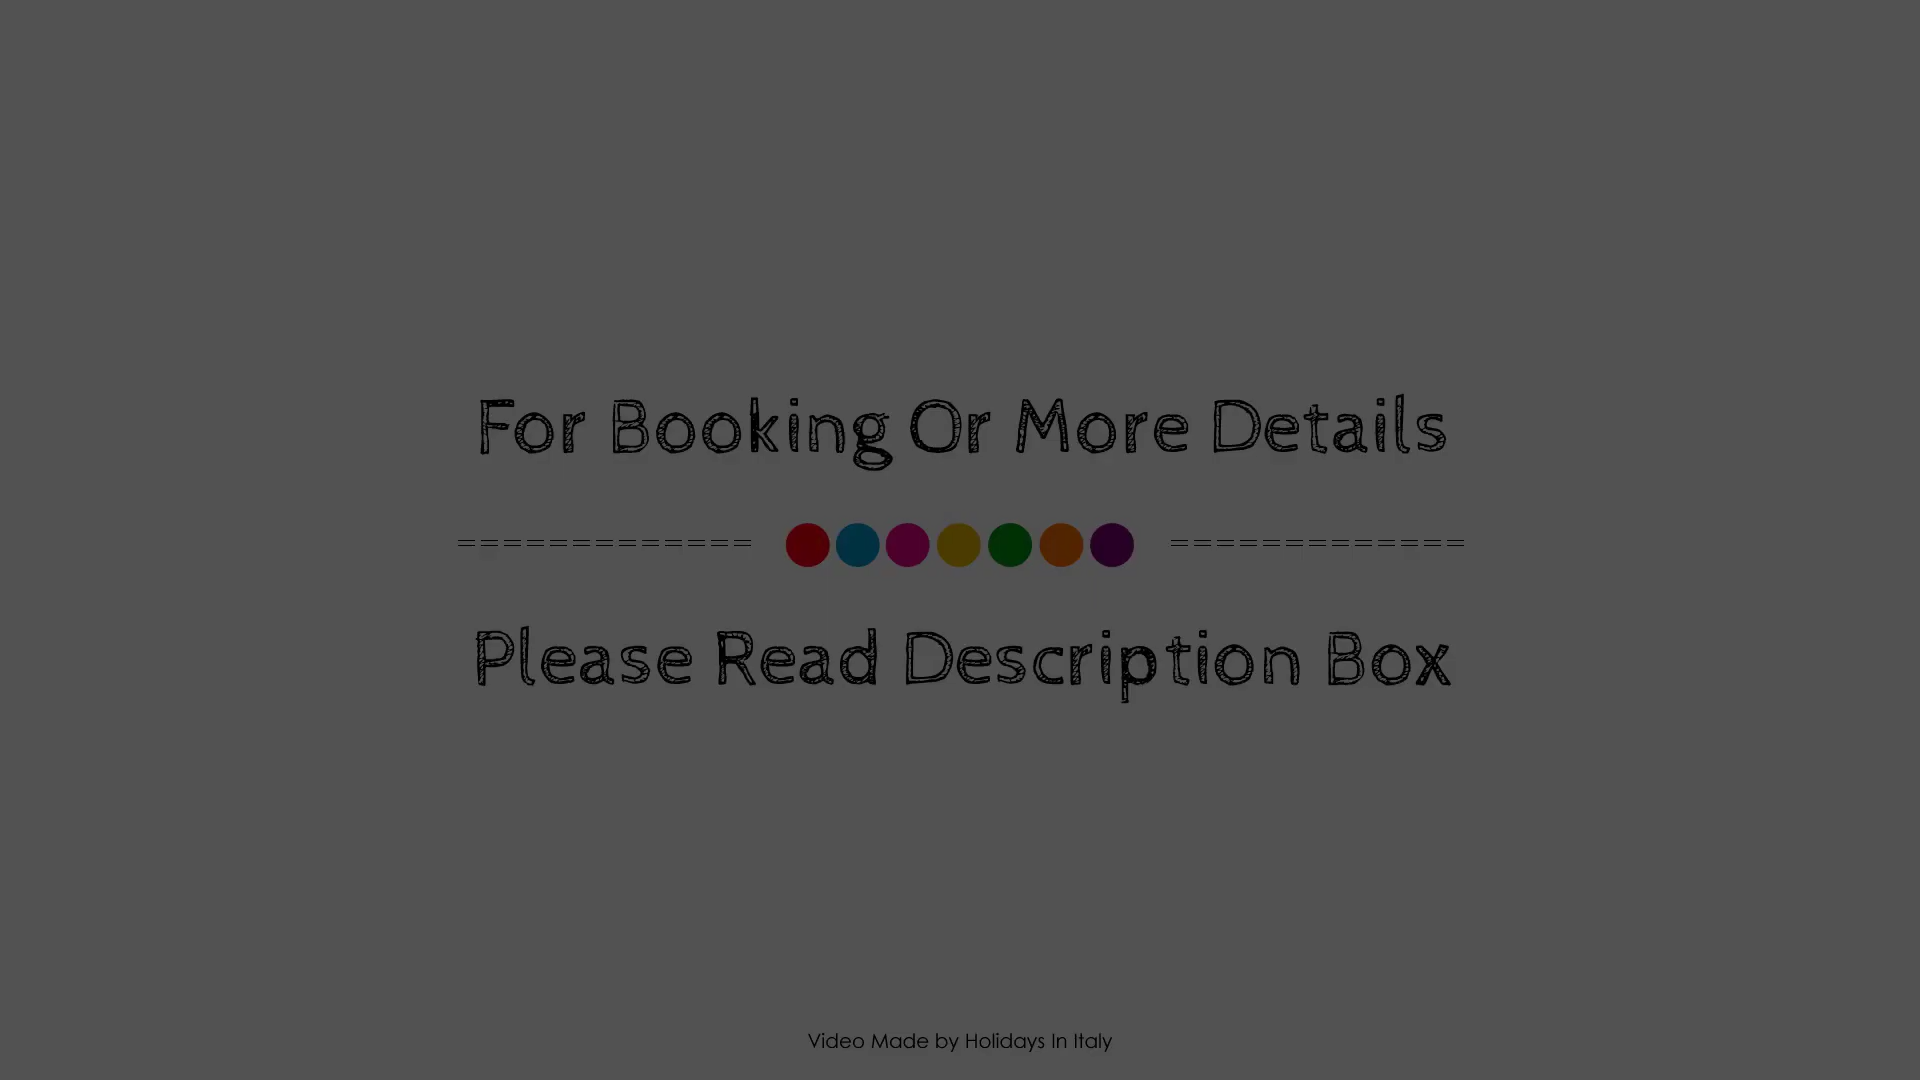 For Booking Or More Details
============= =============
Please Read Description Box
Video Made by Holidays In Italy